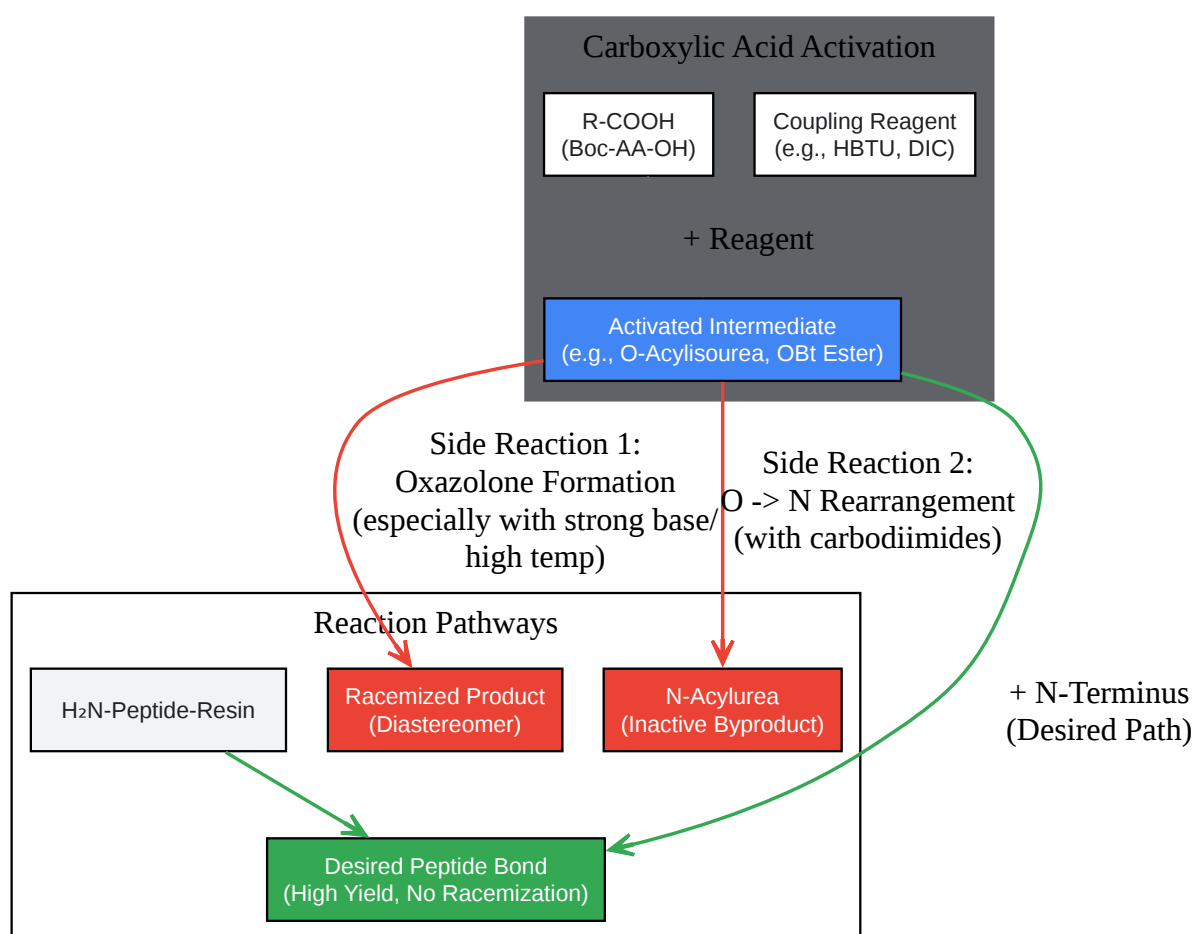 Carboxylic Acid Activation
R-COOH
(Boc-AA-OH)
Coupling Reagent
(e.g., HBTU, DIC)
+ Reagent
Activated Intermediate
(e.g., O-Acylisourea, OBt Ester)
Side Reaction 1:
Oxazolone Formation
(especially with strong base/
high temp)
Side Reaction 2:
O -> N Rearrangement
(with carbodiimides)
+ N-Terminus
(Desired Path)
Reaction Pathways
H₂N-Peptide-Resin
Racemized Product
(Diastereomer)
N-Acylurea
(Inactive Byproduct)
Desired Peptide Bond
(High Yield, No Racemization)